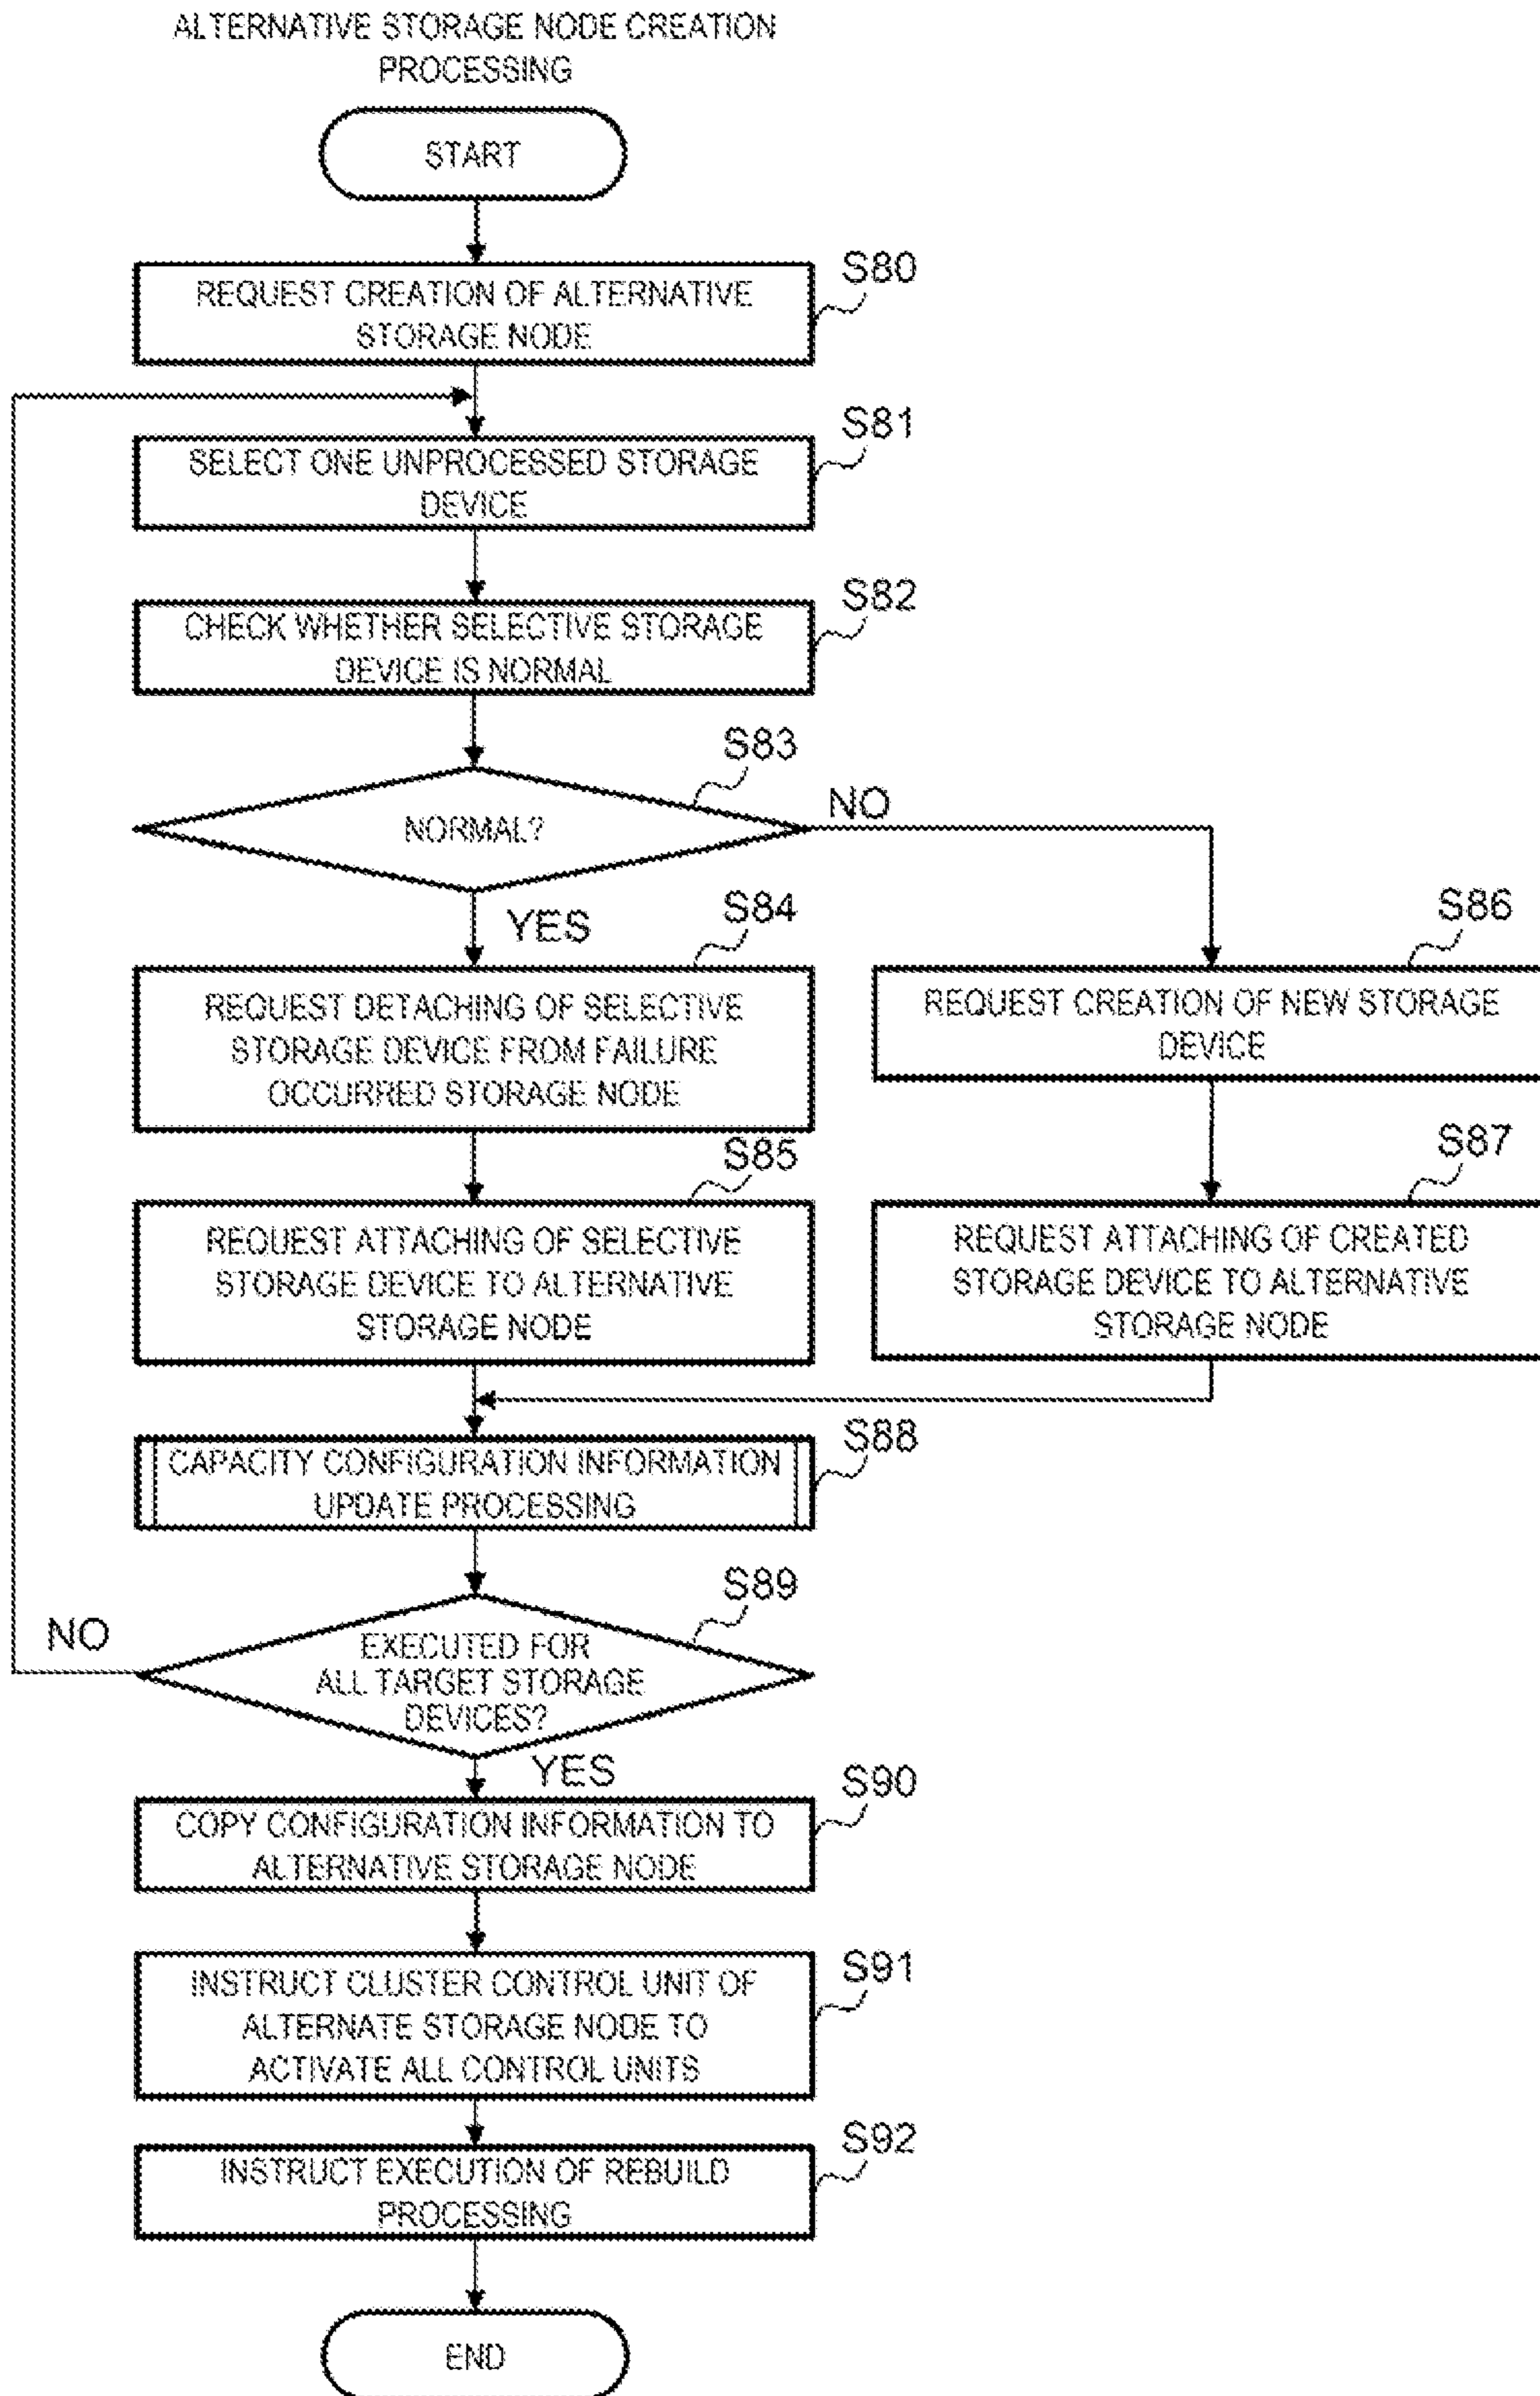 ALTERNATIVE STORAGE NODE CREATION
PROCESSING
START
S80
REQUEST CREATION OF ALTERNATIVE
STORAGE NODE
S81
SELECT ONE UNPROCESSED STORAGE
DEVICE
S82
CHECK WHETHER SELECTIVE STORAGE
DEVICE IS NORMAL
S83
NORMAL?
NO
YES
S84
REQUEST DETACHING OF SELECTIVE
STORAGE DEVICE FROM FAILURE
OCCURRED STORAGE NODE
S86
REQUEST CREATION OF NEW STORAGE
DEVICE
S85
REQUEST ATTACHING OF SELECTIVE
STORAGE DEVICE TO ALTERNATIVE
STORAGE NODE
S87
REQUEST ATTACHING OF CREATED
STORAGE DEVICE TO ALTERNATIVE
STORAGE NODE
S88
CAPACITY CONFIGURATION INFORMATION
UPDATE PROCESSING
S89
NO
EXECUTED FOR
ALL TARGET STORAGE
DEVICES?
YES
S90
COPY CONFIGURATION INFORMATION TO
ALTERNATIVE STORAGE NODE
S91
INSTRUCT CLUSTER CONTROL UNIT OF
ALTERNATE STORAGE NODE TO
ACTIVATE ALL CONTROL UNITS
S92
INSTRUCT EXECUTION OF REBUILD
PROCESSING
END